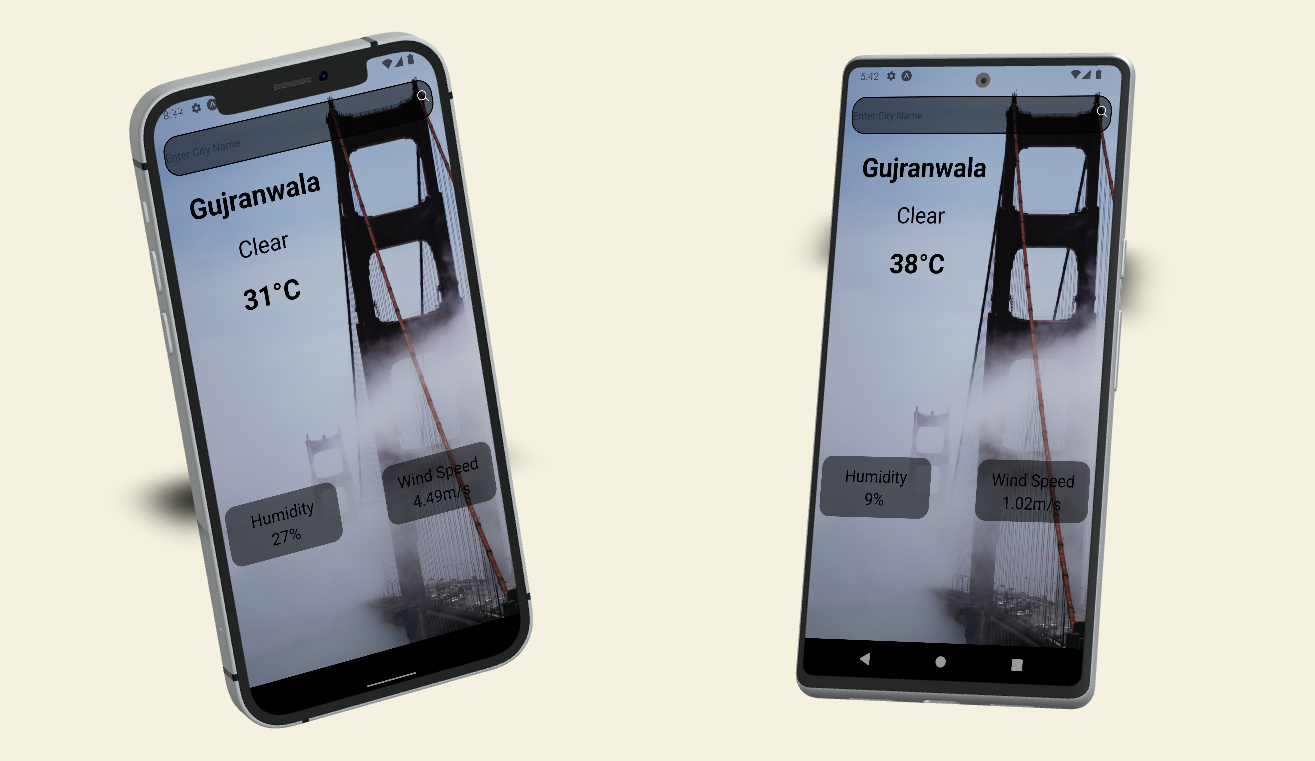 8:22
Enter City Name
Gujranwala
Clear
31°C
Humidity
27%
Wind Speed
4.49m/s
5:42
Enter City Name
Gujranwala
Clear
38°C
Humidity
9%
Wind Speed
1.02m/s